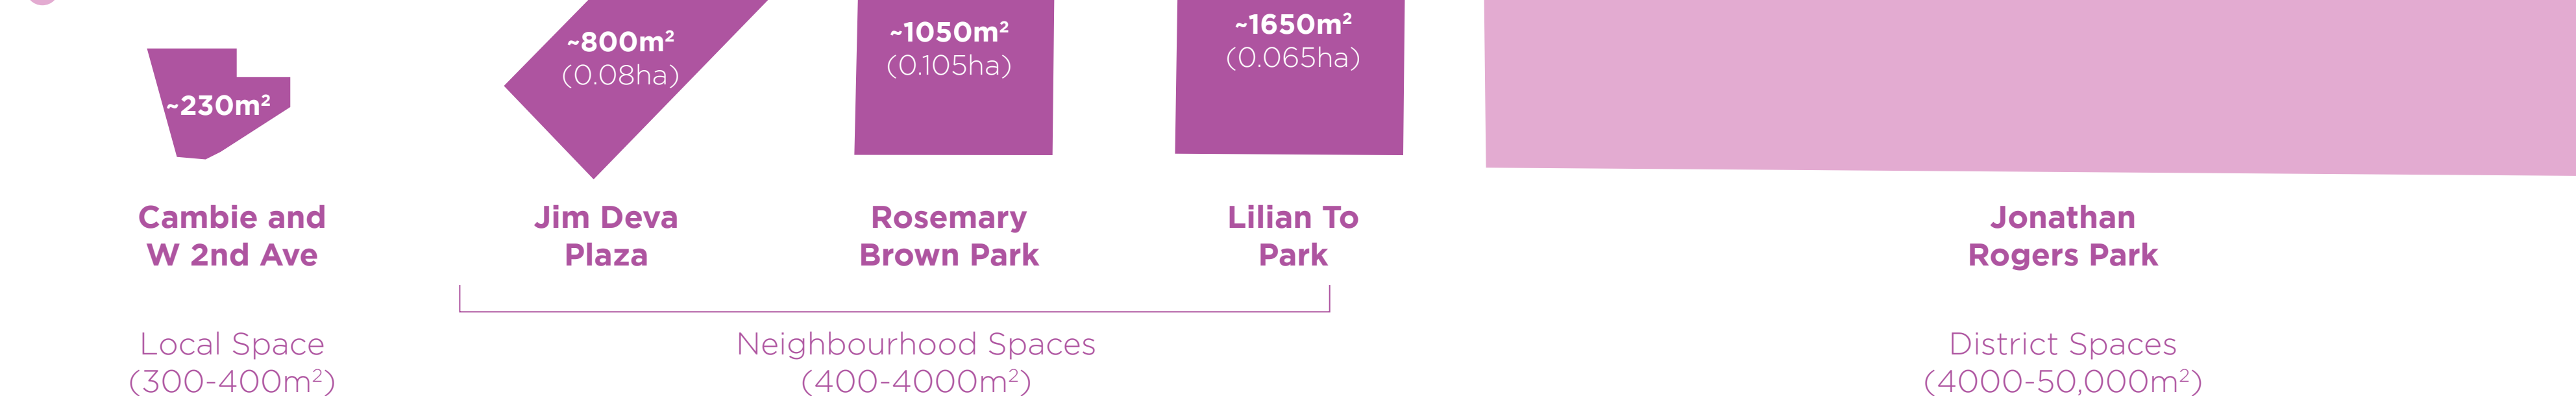 ~230m²
~800m²
(0.08ha)
~1050m²
(0.105ha)
~1650m²
(0.065ha)
Cambie and
W 2nd Ave
Jim Deva
Plaza
Rosemary
Brown Park
Lilian To
Park
Jonathan
Rogers Park
Local Space
(300-400m²)
Neighbourhood Spaces
(400-4000m²)
District Spaces
(4000-50,000m²)